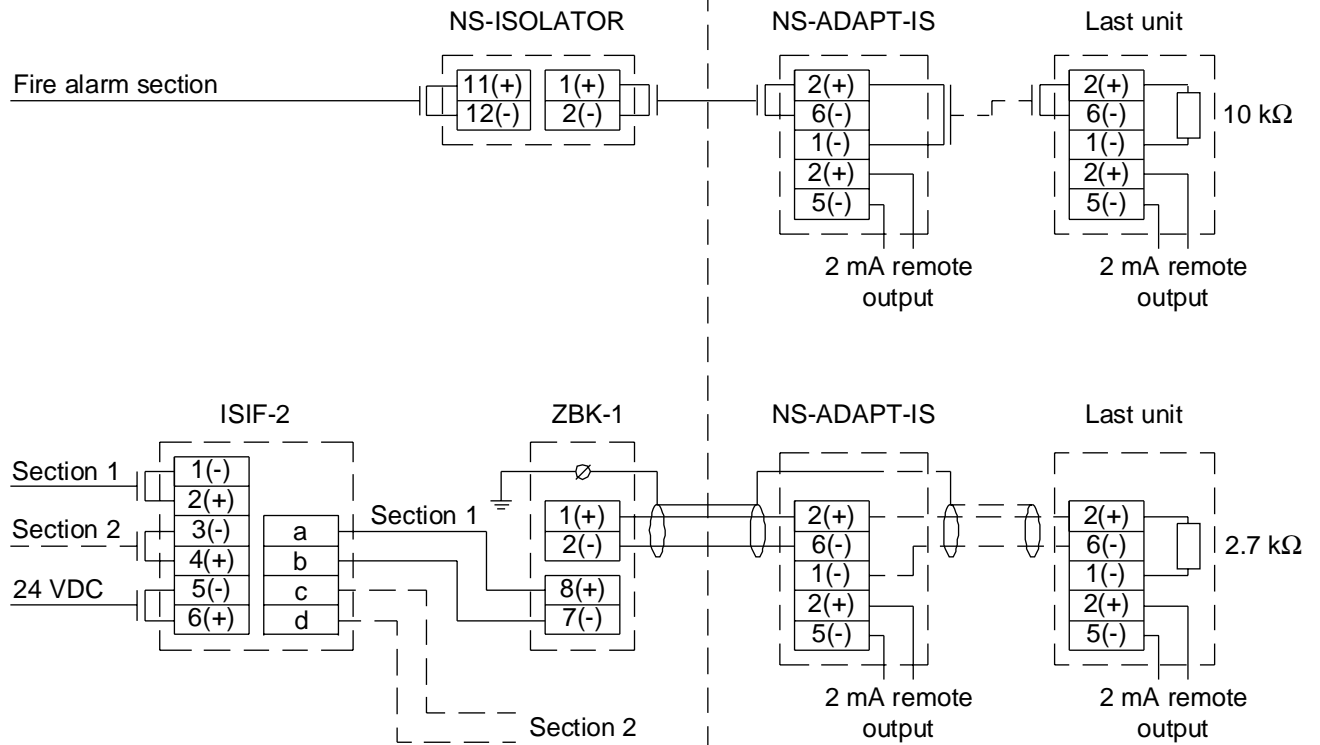 NS-ISOLATOR
NS-ADAPT-IS
Last unit
Fire alarm section
11(+)
12(-)
1(+)
2(-)
2(+)
6(-)
1(-)
2(+)
5(-)
2(+)
6(-)
1(-)
2(+)
5(-)
10 kΩ
2 mA remote
output
2 mA remote
output
ISIF-2
ZBK-1
NS-ADAPT-IS
Last unit
Section 1
Section 2
24 VDC
1(-)
2(+)
3(-)
4(+)
5(-)
6(+)
a
b
c
d
Section 1
1(+)
2(-)
8(+)
7(-)
2(+)
6(-)
1(-)
2(+)
5(-)
2(+)
6(-)
1(-)
2(+)
5(-)
2.7 kΩ
Section 2
2 mA remote
output
2 mA remote
output